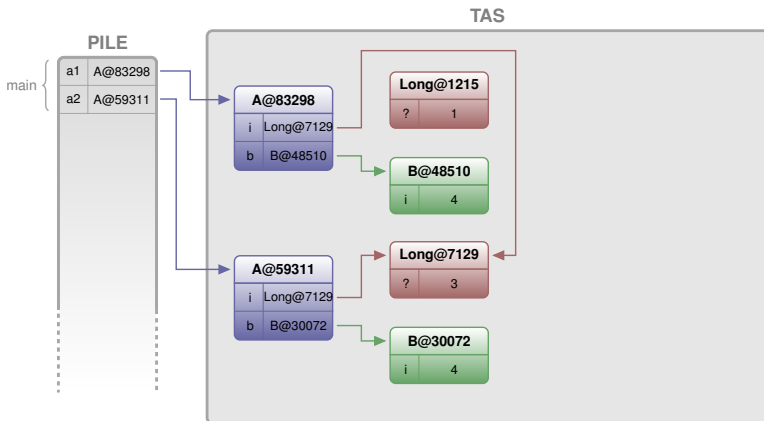 TAS
PILE
main
a1 A@83298
a2 A@59311
A@83298
i Long@7129
b B@48510
Long@1215
? 1
B@48510
i 4
A@59311
i Long@7129
b B@30072
Long@7129
? 3
B@30072
i 4